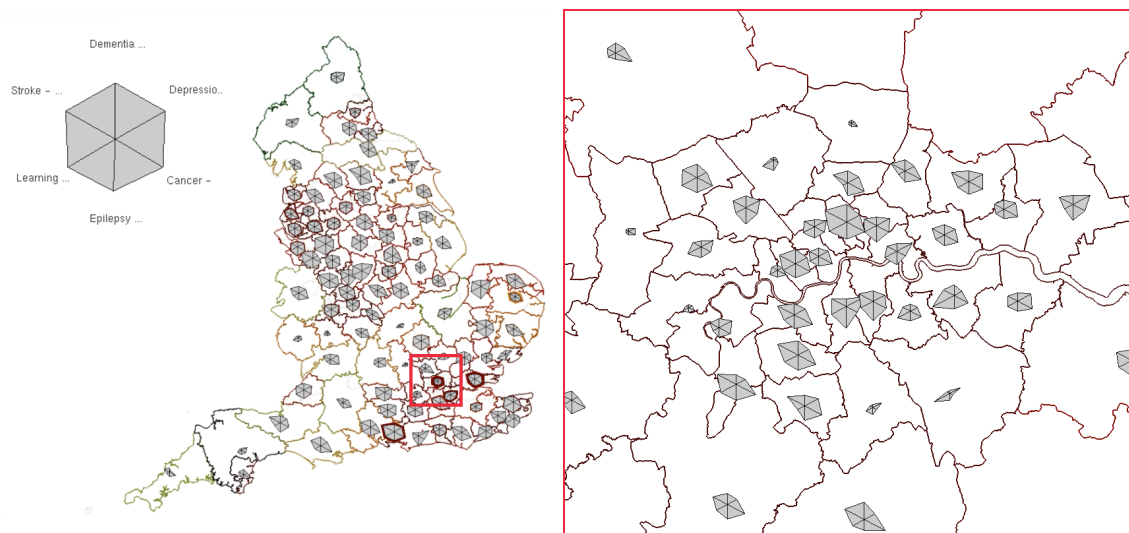 Dementia ...
Stroke – ...
Depressio..
Learning ...
Cancer –
Epilepsy ...